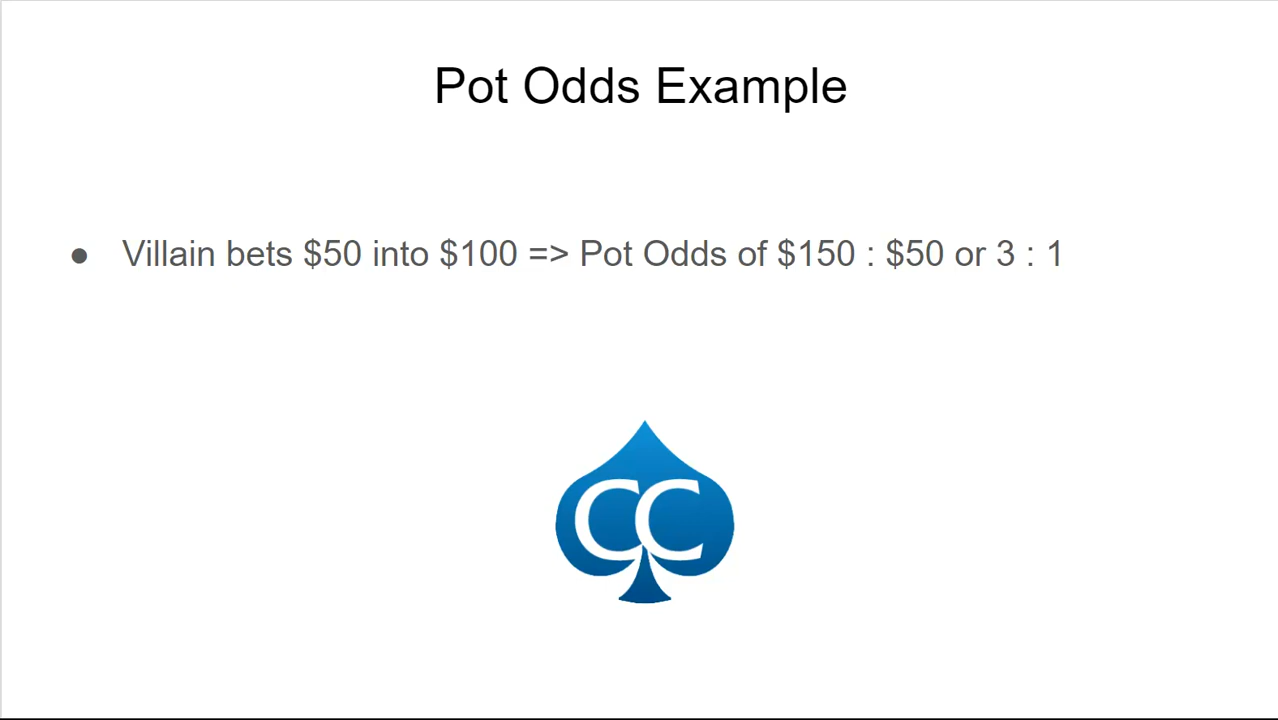 Pot Odds Example
● Villain bets $50 into $100 => Pot Odds of $150 : $50 or 3 : 1
CC